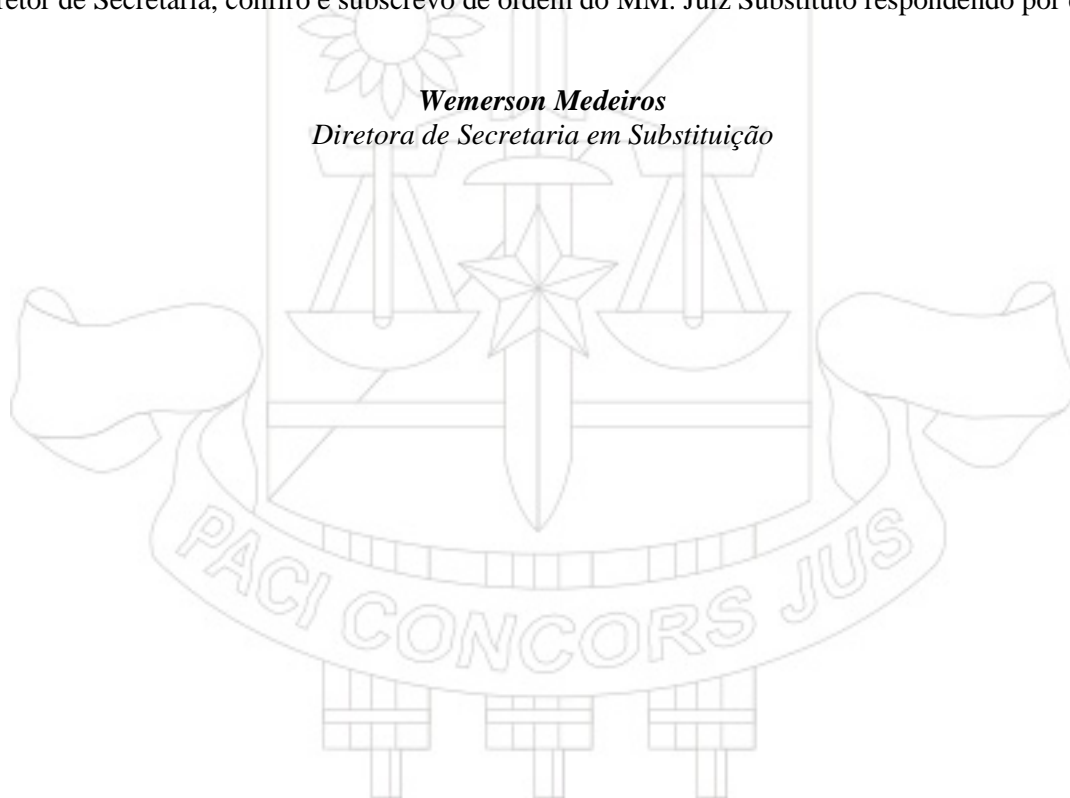 retor de Secretaria, confiro e subscrevo de ordem do MM. Juiz Substituto respondendo por
Wemerson Medeiros
Diretora de Secretaria em Substituição
PACI CONCORS JUS